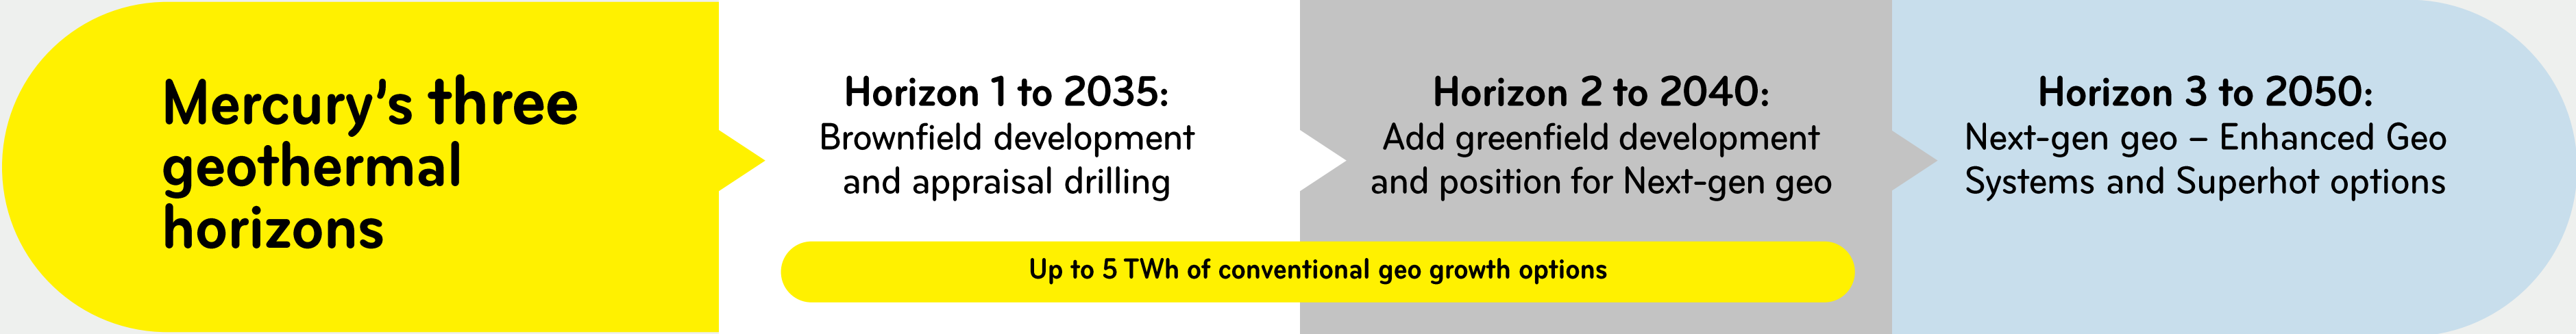 Mercury's three
geothermal
horizons
Horizon 1 to 2035:
Brownfield development
and appraisal drilling
Horizon 2 to 2040:
Add greenfield development
and position for Next-gen geo
Horizon 3 to 2050:
Next-gen geo – Enhanced Geo
Systems and Superhot options
Up to 5 TWh of conventional geo growth options